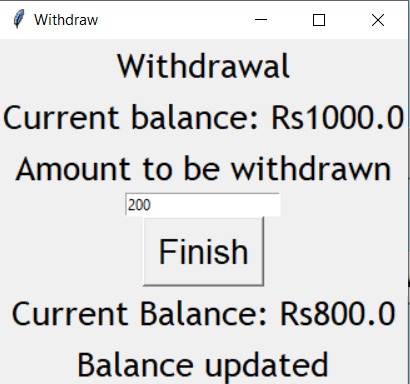 Withdraw
Withdrawal
Current balance: Rs1000.0
Amount to be withdrawn
200
Finish
Current Balance: Rs800.0
Balance updated